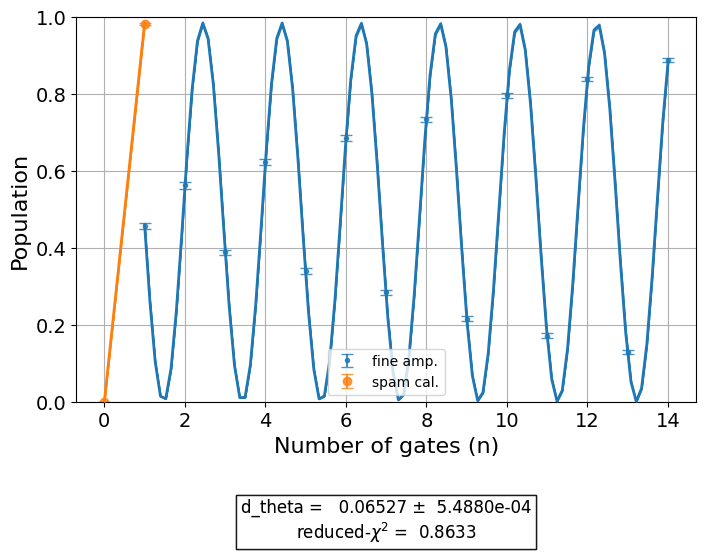 Population
1.0
0.8
0.6
0.4
0.2
0.0
0 2 4 6 8 10 12 14
Number of gates (n)
fine amp.
spam cal.
d_theta = 0.06527 ± 5.4880e-04
reduced-χ² = 0.8633